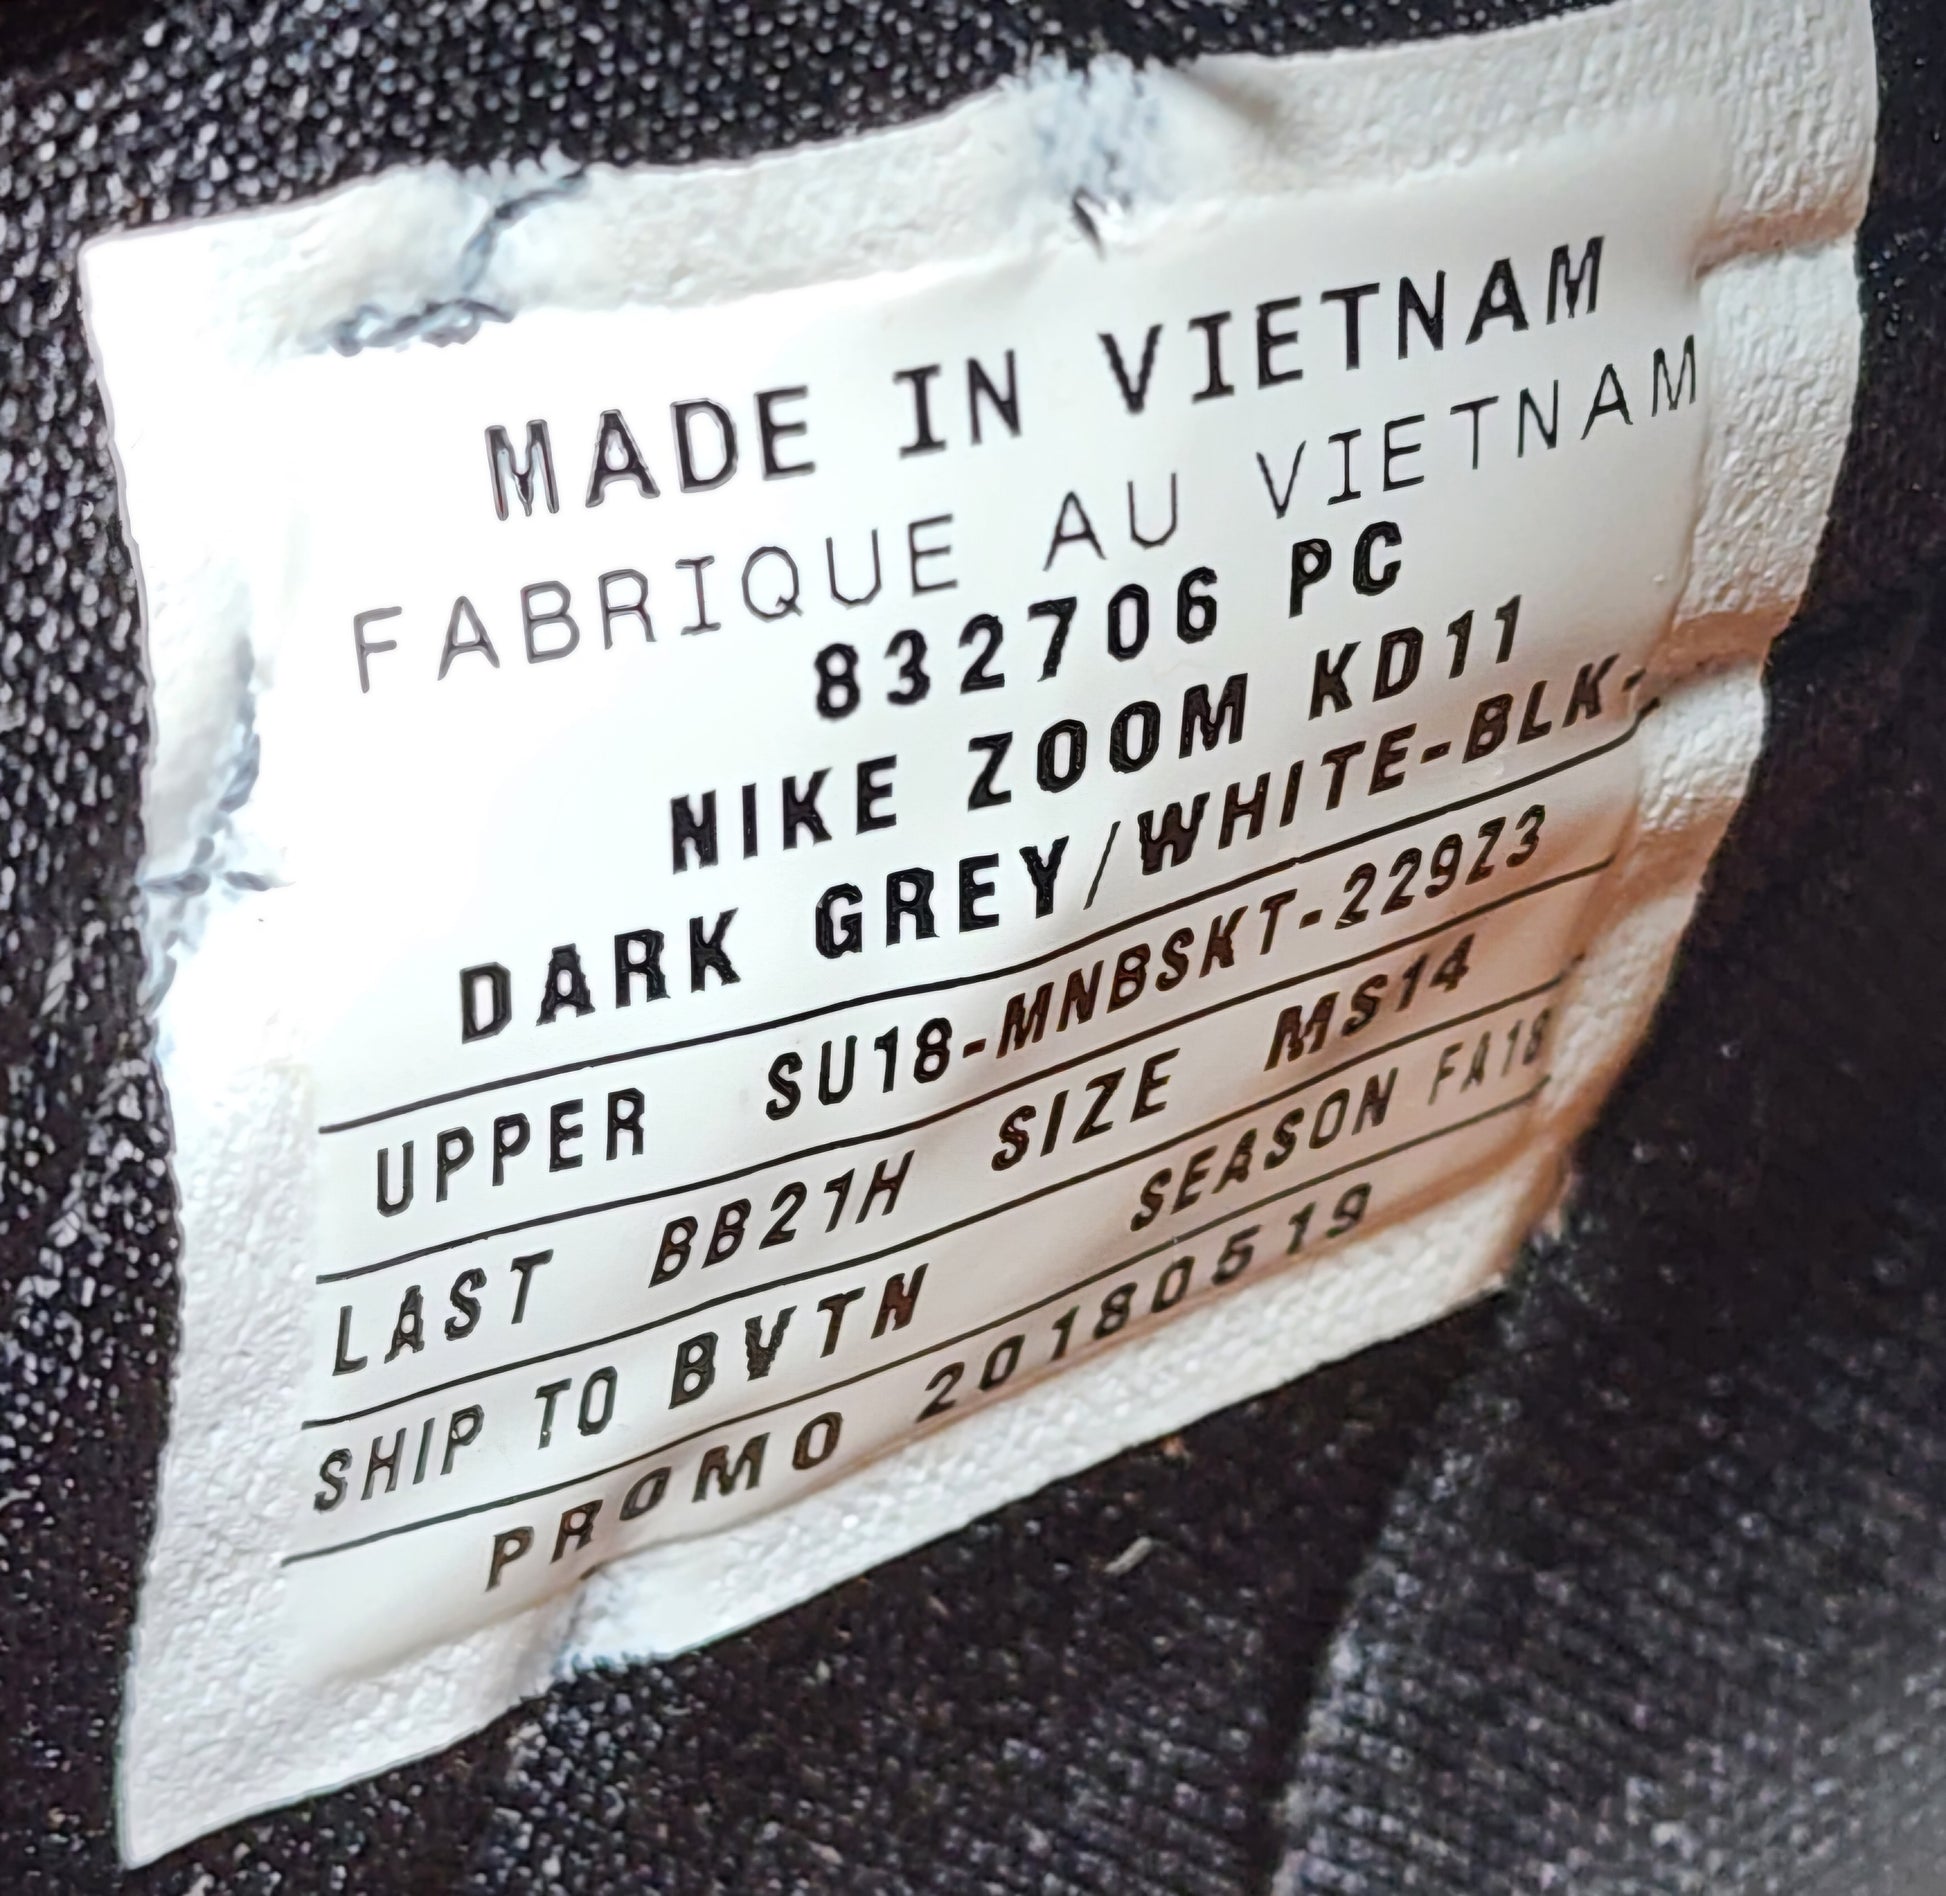 MADE IN VIETNAM
FABRIQUE AU VIETNAM
832706 PC
NIKE ZOOM KD11
DARK GREY/WHITE-BLK-
UPPER SU18-MNBSKT-229Z3
LAST BB21H SIZE MS14
SHIP TO BVTN SEASON FA18
PROMO 20180519